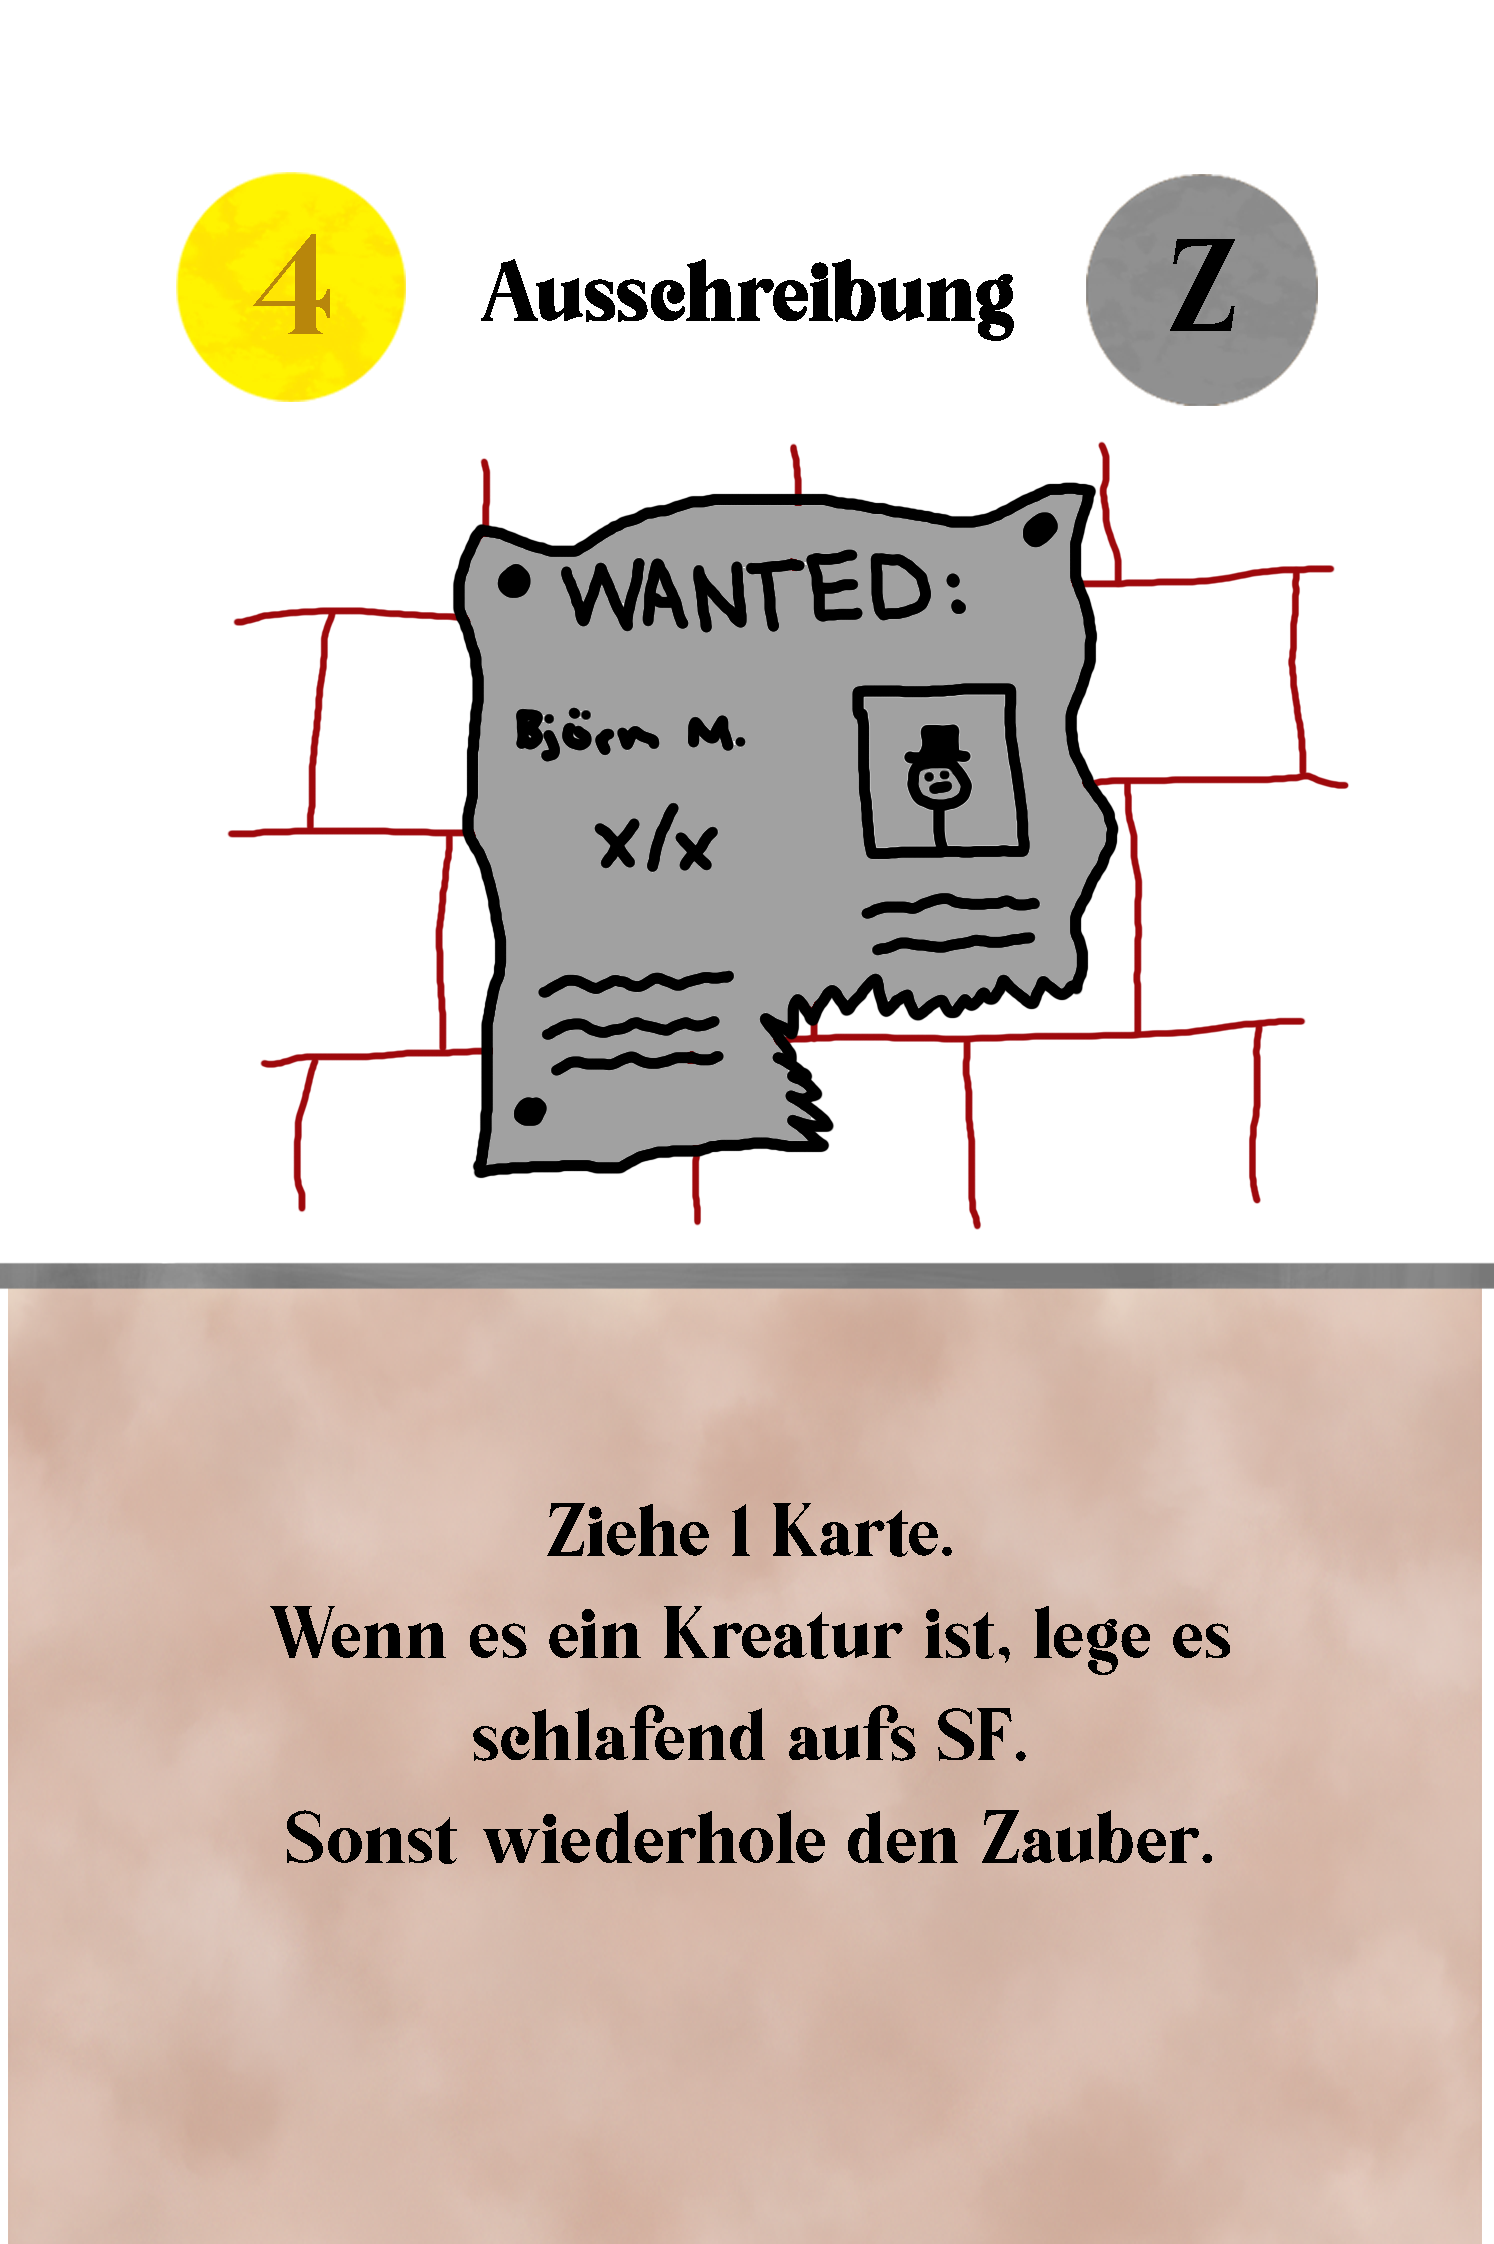 4 Ausschreibung Z
WANTED:
Björn M.
x/x
Ziehe 1 Karte.
Wenn es ein Kreatur ist, lege es
schlafend aufs SF.
Sonst wiederhole den Zauber.